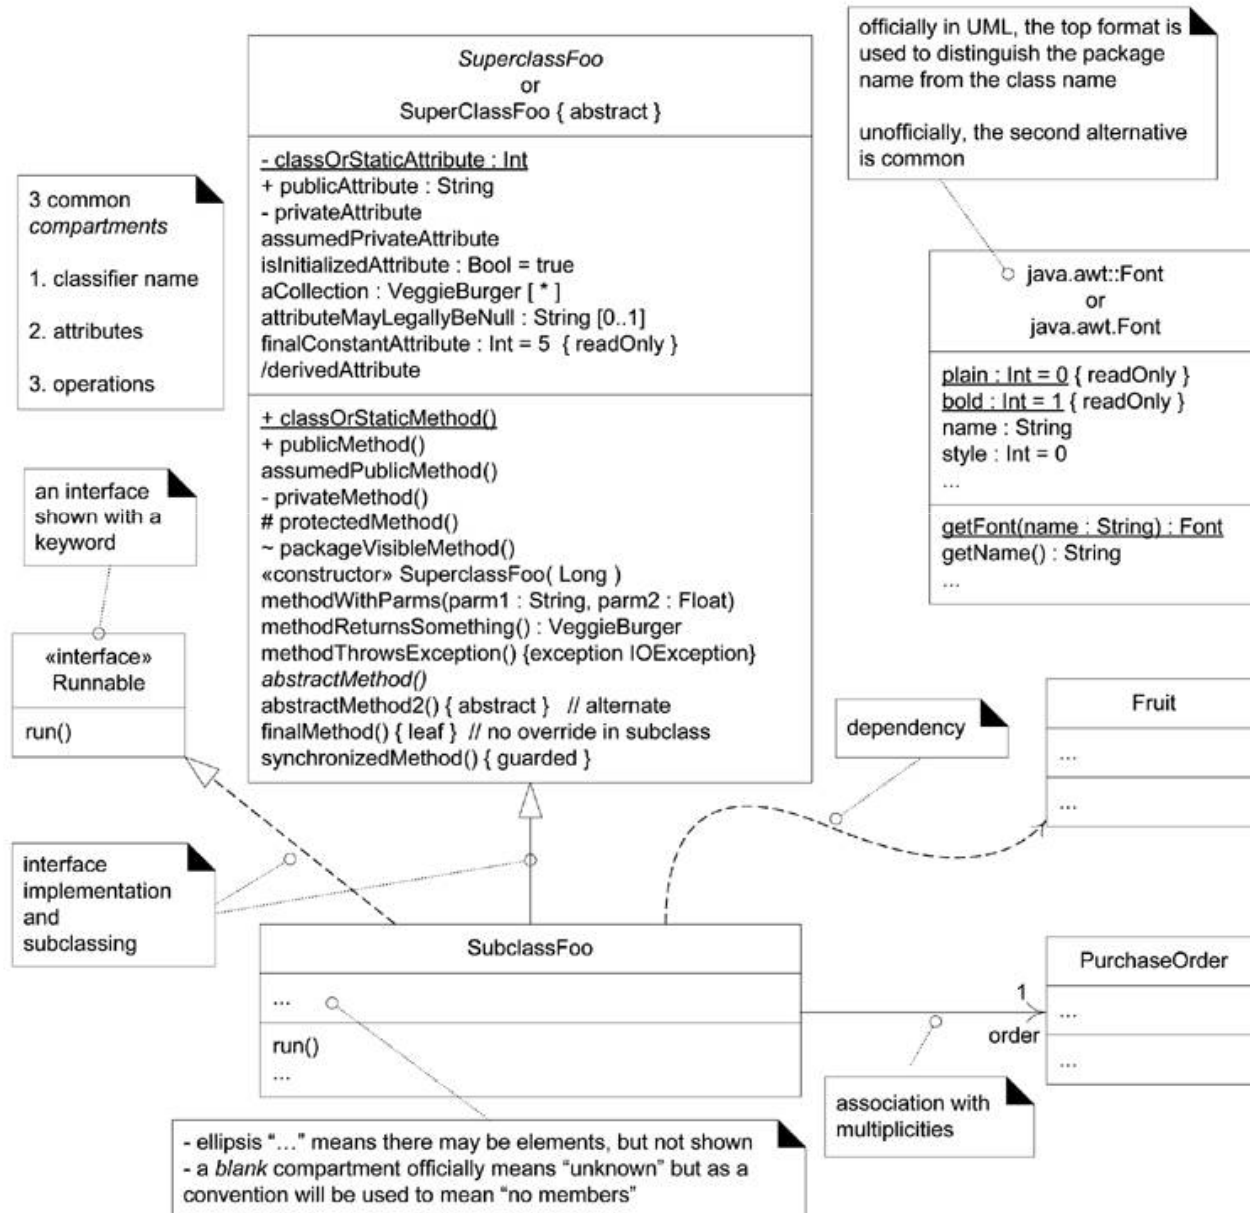 SuperclassFoo
or
SuperClassFoo { abstract }
- classOrStaticAttribute : Int
+ publicAttribute : String
- privateAttribute
assumedPrivateAttribute
isInitializedAttribute : Bool = true
aCollection : VeggieBurger [ * ]
attributeMayLegallyBeNull : String [0..1]
finalConstantAttribute : Int = 5 { readOnly }
/derivedAttribute
+ classOrStaticMethod()
+ publicMethod()
assumedPublicMethod()
- privateMethod()
# protectedMethod()
~ packageVisibleMethod()
«constructor» SuperclassFoo( Long )
methodWithParms(parm1 : String, parm2 : Float)
methodReturnsSomething() : VeggieBurger
methodThrowsException() {exception IOException}
abstractMethod()
abstractMethod2() { abstract } // alternate
finalMethod() { leaf } // no override in subclass
synchronizedMethod() { guarded }
officially in UML, the top format is
used to distinguish the package
name from the class name
unofficially, the second alternative
is common
3 common
compartments
1. classifier name
2. attributes
3. operations
java.awt::Font
or
java.awt.Font
plain : Int = 0 { readOnly }
bold : Int = 1 { readOnly }
name : String
style : Int = 0
...
getFont(name : String) : Font
getName() : String
...
an interface
shown with a
keyword
«interface»
Runnable
run()
dependency
Fruit
...
...
interface
implementation
and
subclassing
SubclassFoo
...
run()
...
1
order
PurchaseOrder
...
...
association with
multiplicities
- ellipsis “...” means there may be elements, but not shown
- a blank compartment officially means “unknown” but as a
convention will be used to mean “no members”